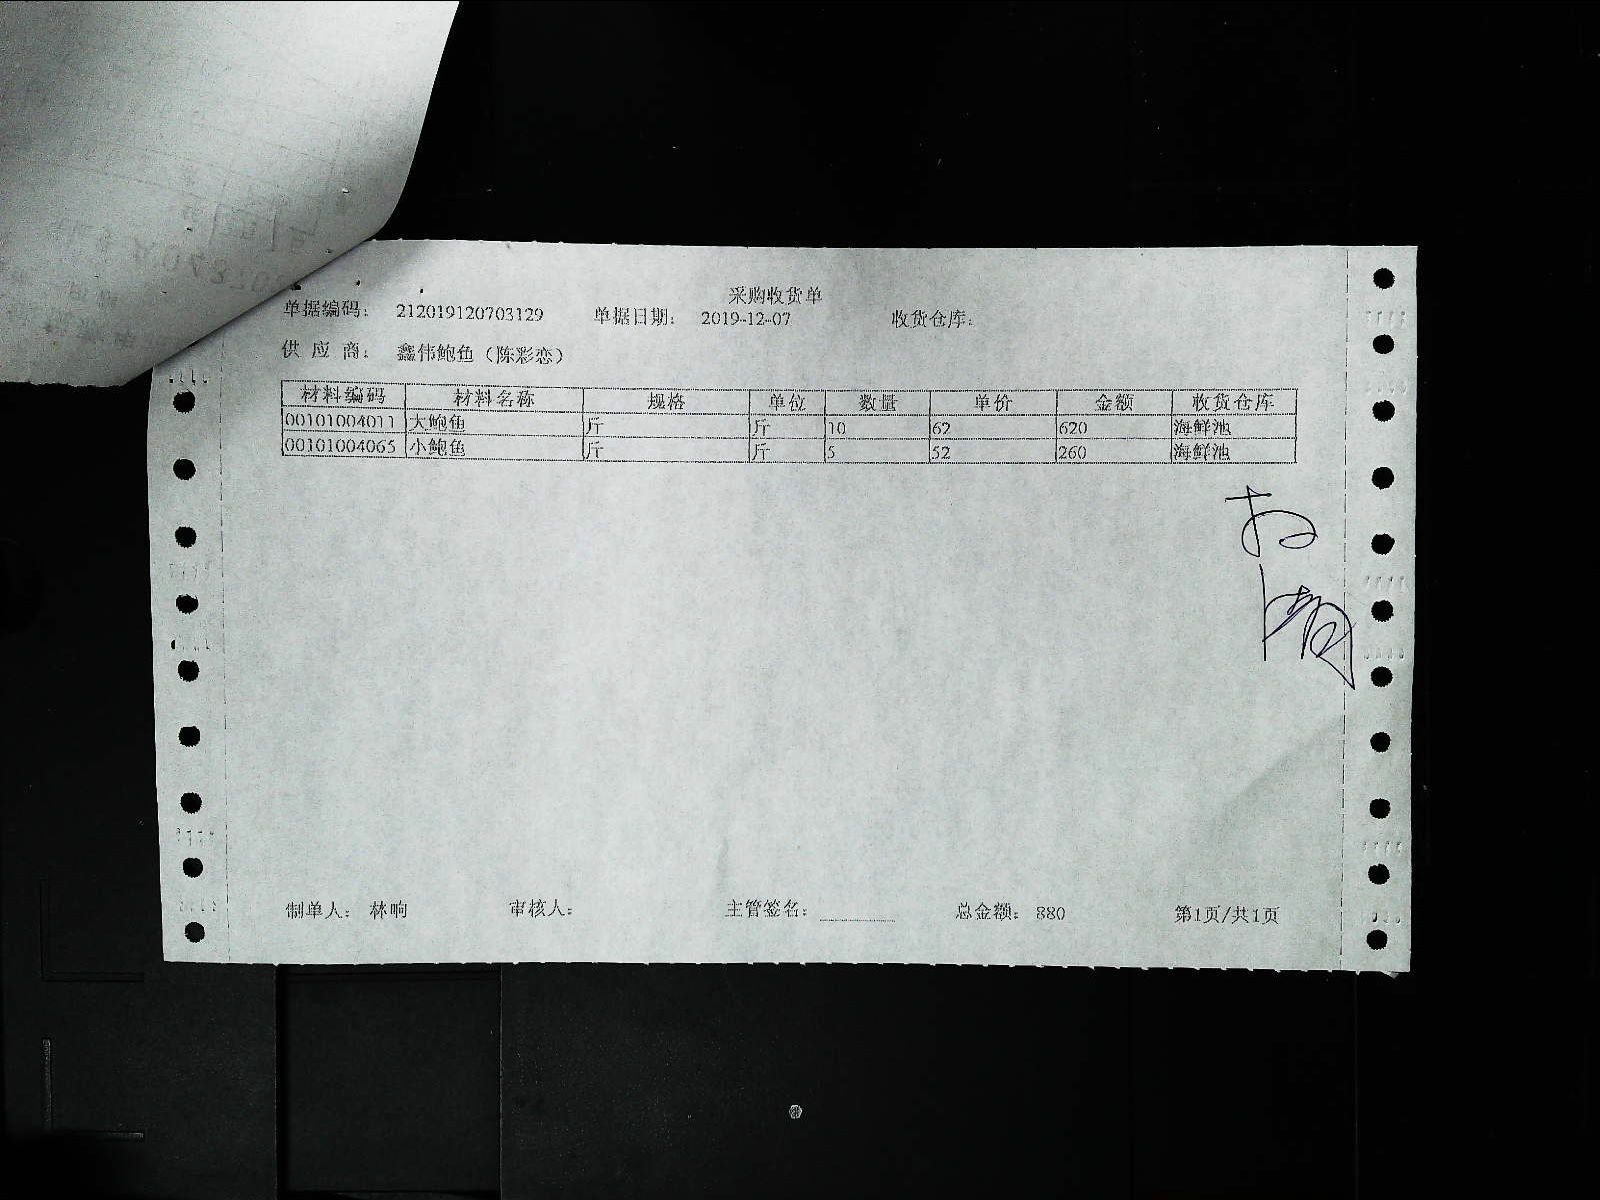 采购收货单
单据编码： 212019120703129 单据日期： 2019-12-07 收货仓库：
供 应 商： 鑫伟鲍鱼（陈彩恋）
材料编码 材料名称 规格 单位 数量 单价 金额 收货仓库
00101004011 大鲍鱼 斤 斤 10 62 620 海鲜池
00101004065 小鲍鱼 斤 斤 5 52 260 海鲜池
制单人： 林响 审核人： 主管签名： 总金额： 880 第1页/共1页